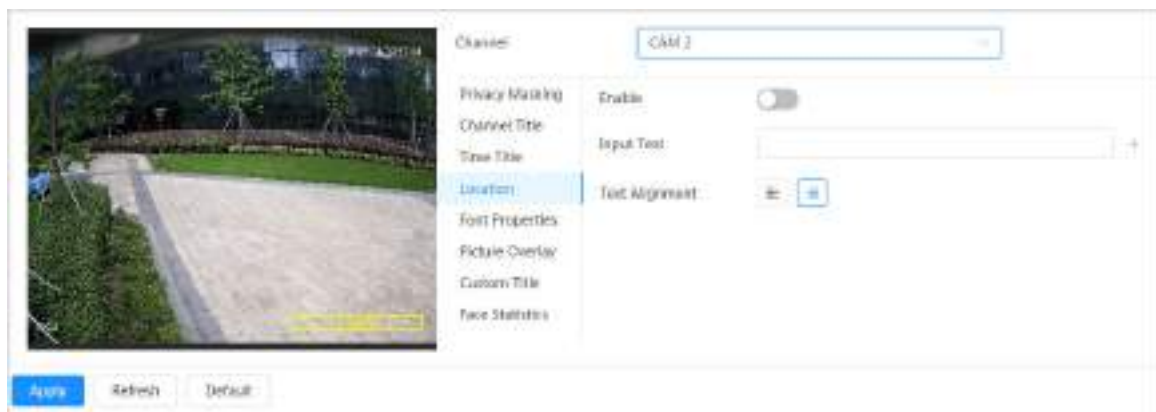 Channel
CAM 2
Privacy Masking
Channel Title
Time Title
Location
Font Properties
Picture Overlay
Custom Title
Face Statistics
Enable
Input Text
+
Text Alignment
Apply
Refresh
Default